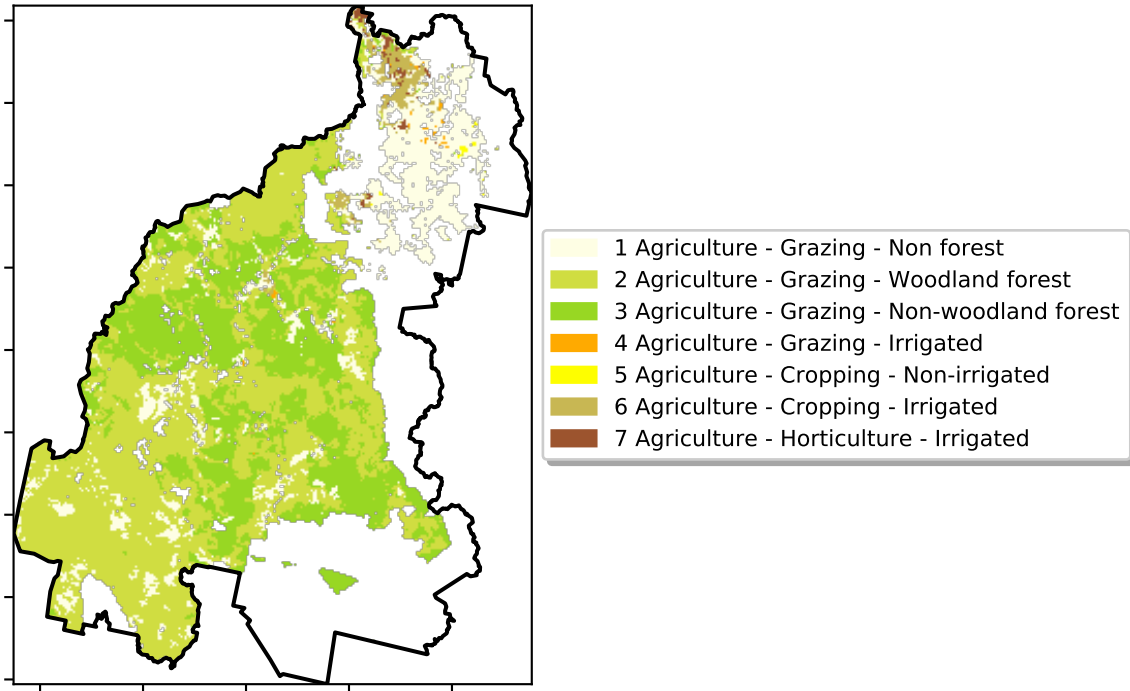 1 Agriculture - Grazing - Non forest
2 Agriculture - Grazing - Woodland forest
3 Agriculture - Grazing - Non-woodland forest
4 Agriculture - Grazing - Irrigated
5 Agriculture - Cropping - Non-irrigated
6 Agriculture - Cropping - Irrigated
7 Agriculture - Horticulture - Irrigated